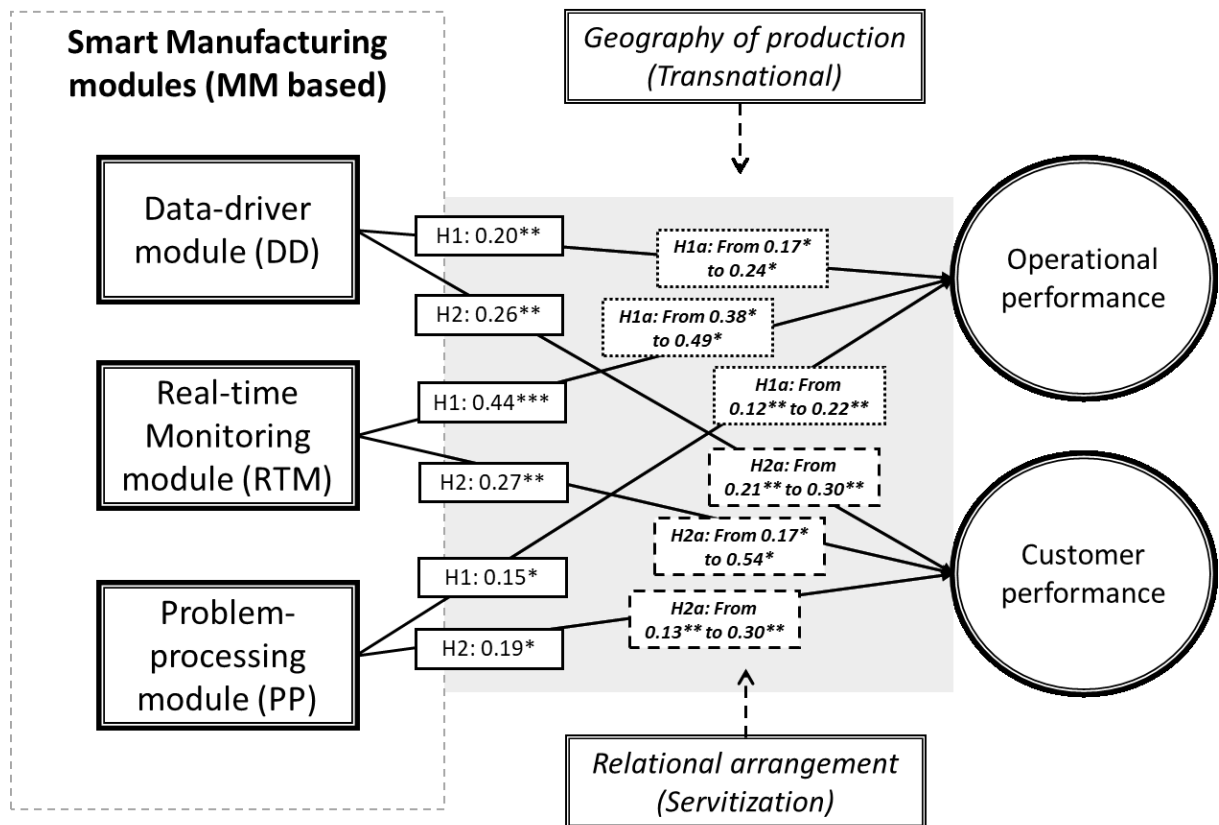 Smart Manufacturing
modules (MM based)
Geography of production
(Transnational)
Data-driver
module (DD)
H1: 0.20**
H1a: From 0.17*
to 0.24*
Operational
performance
H2: 0.26**
H1a: From 0.38*
to 0.49*
Real-time
Monitoring
module (RTM)
H1: 0.44***
H1a: From
0.12** to 0.22**
H2: 0.27**
H2a: From
0.21** to 0.30**
H2a: From 0.17*
to 0.54*
Customer
performance
Problem-
processing
module (PP)
H1: 0.15*
H2a: From
0.13** to 0.30**
H2: 0.19*
Relational arrangement
(Servitization)